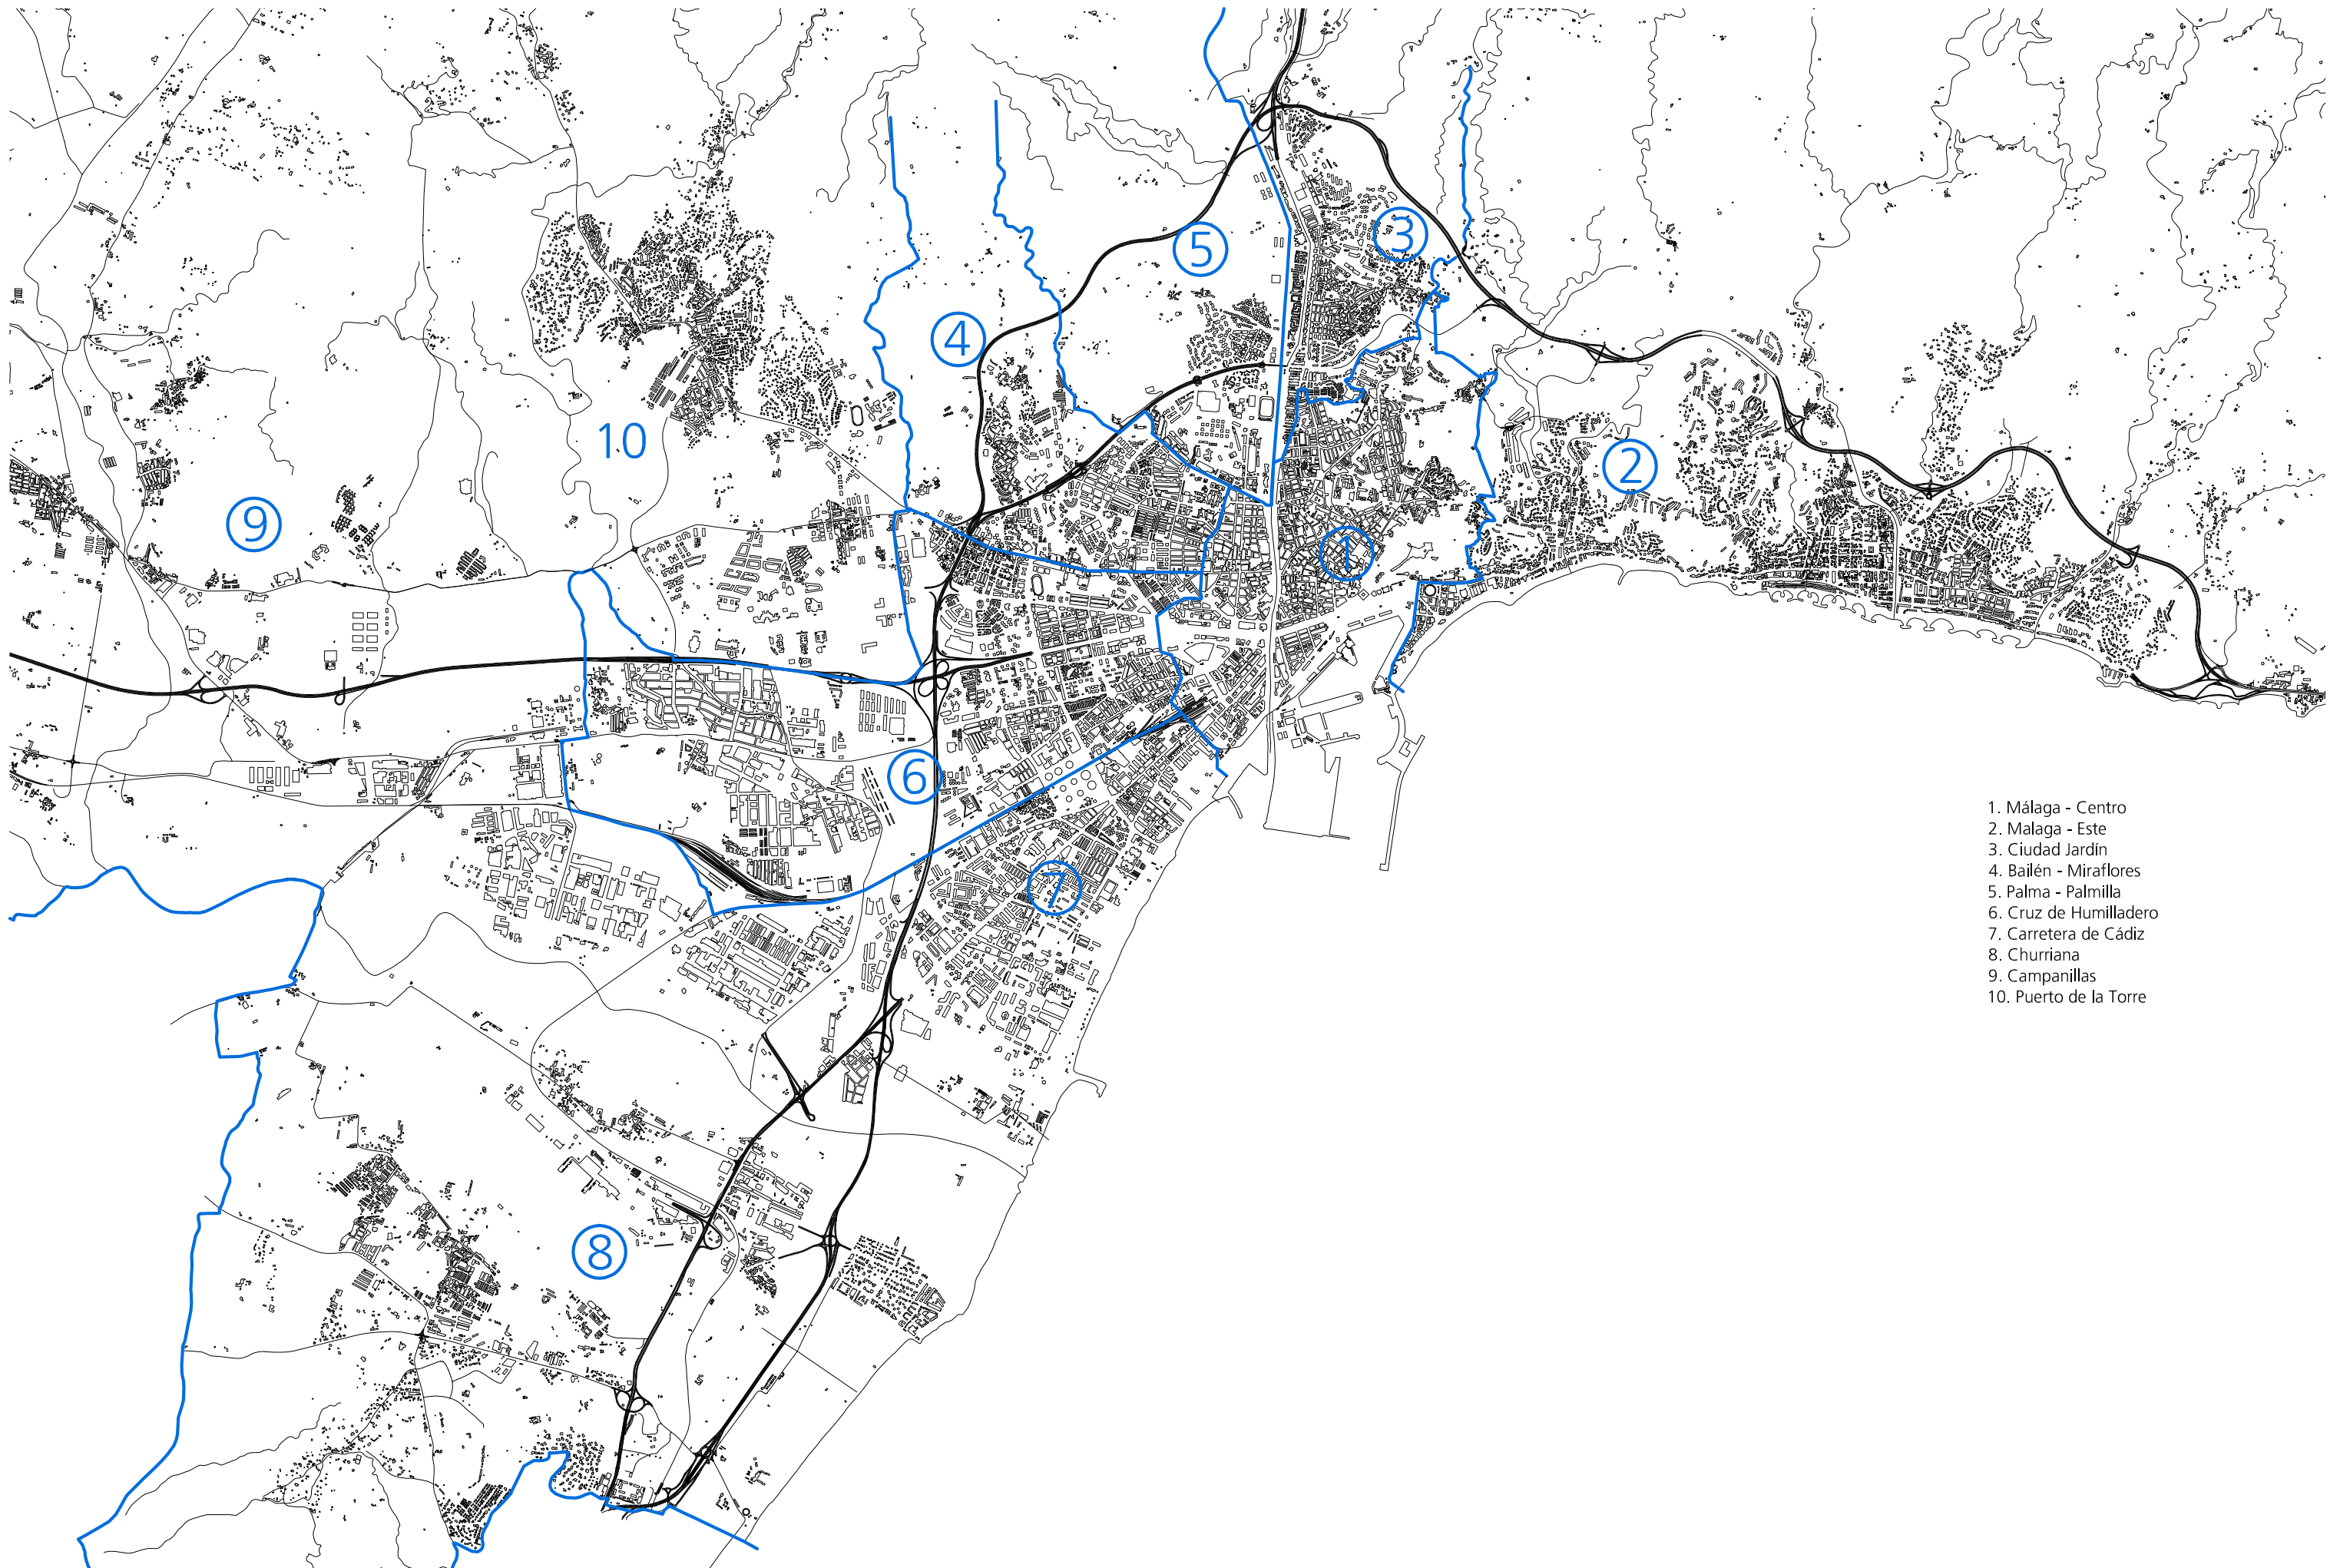 5
3
4
10
2
9
1
6
7
8
1. Málaga - Centro
2. Malaga - Este
3. Ciudad Jardín
4. Bailén - Miraflores
5. Palma - Palmilla
6. Cruz de Humilladero
7. Carretera de Cádiz
8. Churriana
9. Campanillas
10. Puerto de la Torre